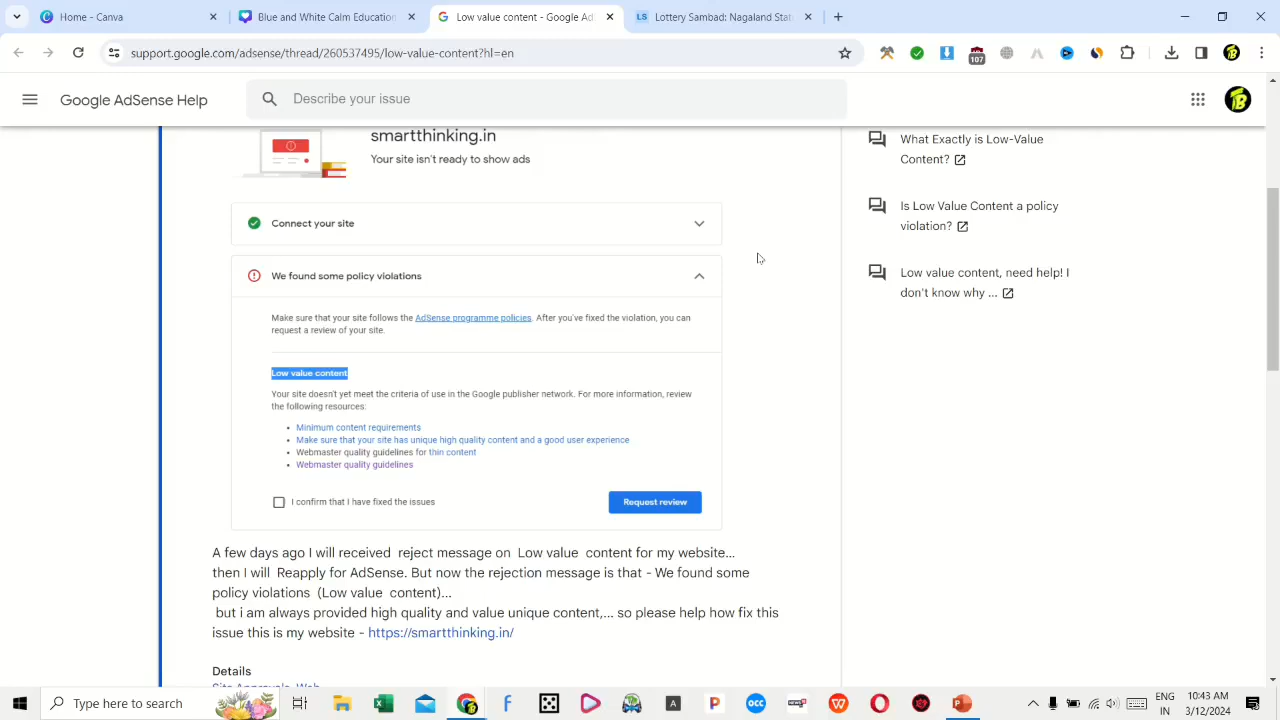 Home - Canva
Blue and White Calm Education
Low value content - Google Ad
LS Lottery Sambad: Nagaland State
support.google.com/adsense/thread/260537495/low-value-content?hl=en
107
Google AdSense Help
Describe your issue
smartthinking.in
Your site isn't ready to show ads
Connect your site
We found some policy violations
Make sure that your site follows the AdSense programme policies. After you've fixed the violation, you can
request a review of your site.
Low value content
Your site doesn't yet meet the criteria of use in the Google publisher network. For more information, review
the following resources:
Minimum content requirements
Make sure that your site has unique high quality content and a good user experience
Webmaster quality guidelines for thin content
Webmaster quality guidelines
I confirm that I have fixed the issues
Request review
A few days ago I will received reject message on Low value content for my website...
then I will Reapply for AdSense. But now the rejection message is that - We found some
policy violations (Low value content)...
but i am always provided high quality and value unique content,... so please help how fix this
issue this is my website - https://smartthinking.in/
Details
Site Approvals, Web
What Exactly is Low-Value
Content?
Is Low Value Content a policy
violation?
Low value content, need help! I
don't know why ...
Type here to search
ENG
IN
10:43 AM
3/12/2024